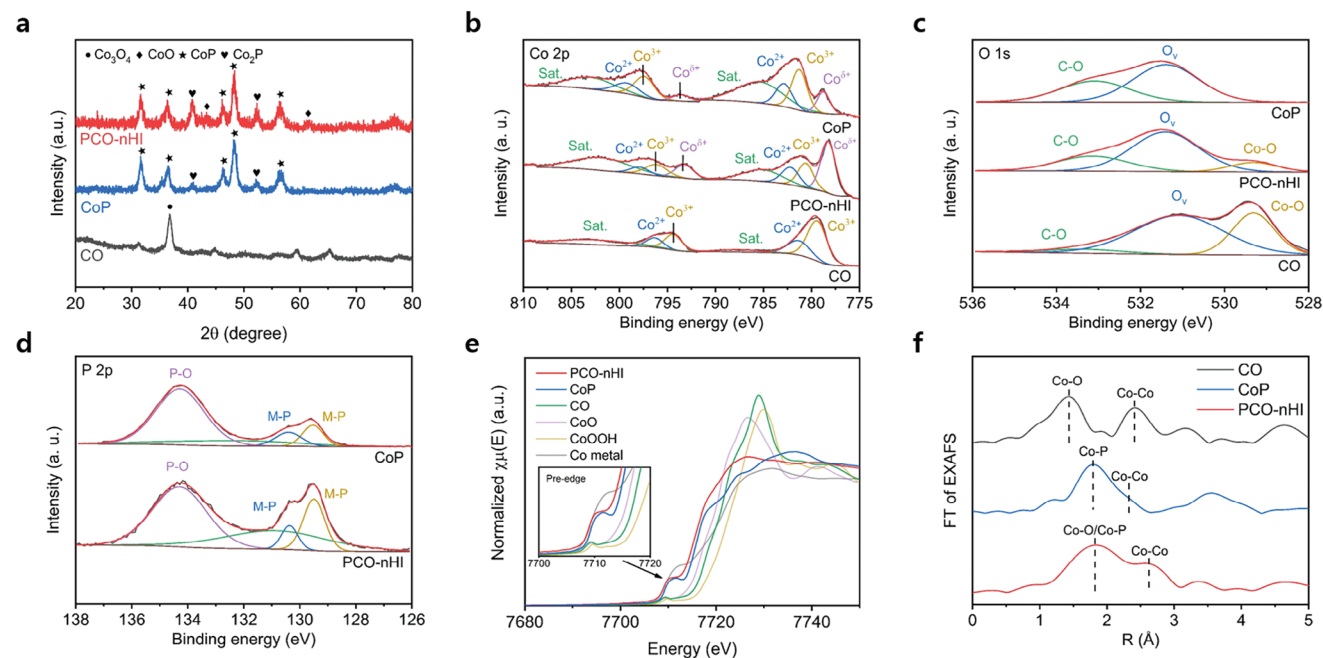 a
● Co3O4 ♦ CoO ★ CoP ♥ Co2P
PCO-nHI
CoP
CO
Intensity (a.u.)
20 30 40 50 60 70 80
2θ (degree)
b
Co 2p
Sat. Co2+ Co3+ Coδ+ Sat. Co2+ Co3+ Coδ+
CoP
Sat. Co2+ Co3+ Coδ+ Sat. Co2+ Co3+ Coδ+
PCO-nHI
Sat. Co2+ Co3+ Sat. Co2+ Co3+
CO
Intensity (a. u.)
810 805 800 795 790 785 780 775
Binding energy (eV)
c
O 1s
C-O Ov
CoP
C-O Ov Co-O
PCO-nHI
C-O Ov Co-O
CO
Intensity (a.u.)
536 534 532 530 528
Binding energy (eV)
d
P 2p
P-O M-P M-P
CoP
P-O M-P M-P
PCO-nHI
Intensity (a. u.)
138 136 134 132 130 128 126
Binding energy (eV)
e
PCO-nHI
CoP
CO
CoO
CoOOH
Co metal
Pre-edge
7700 7710 7720
Normalized χμ(E) (a.u.)
7680 7700 7720 7740
Energy (eV)
f
CO
CoP
PCO-nHI
Co-O Co-Co
Co-P Co-Co
Co-O/Co-P Co-Co
FT of EXAFS
0 1 2 3 4 5
R (Å)